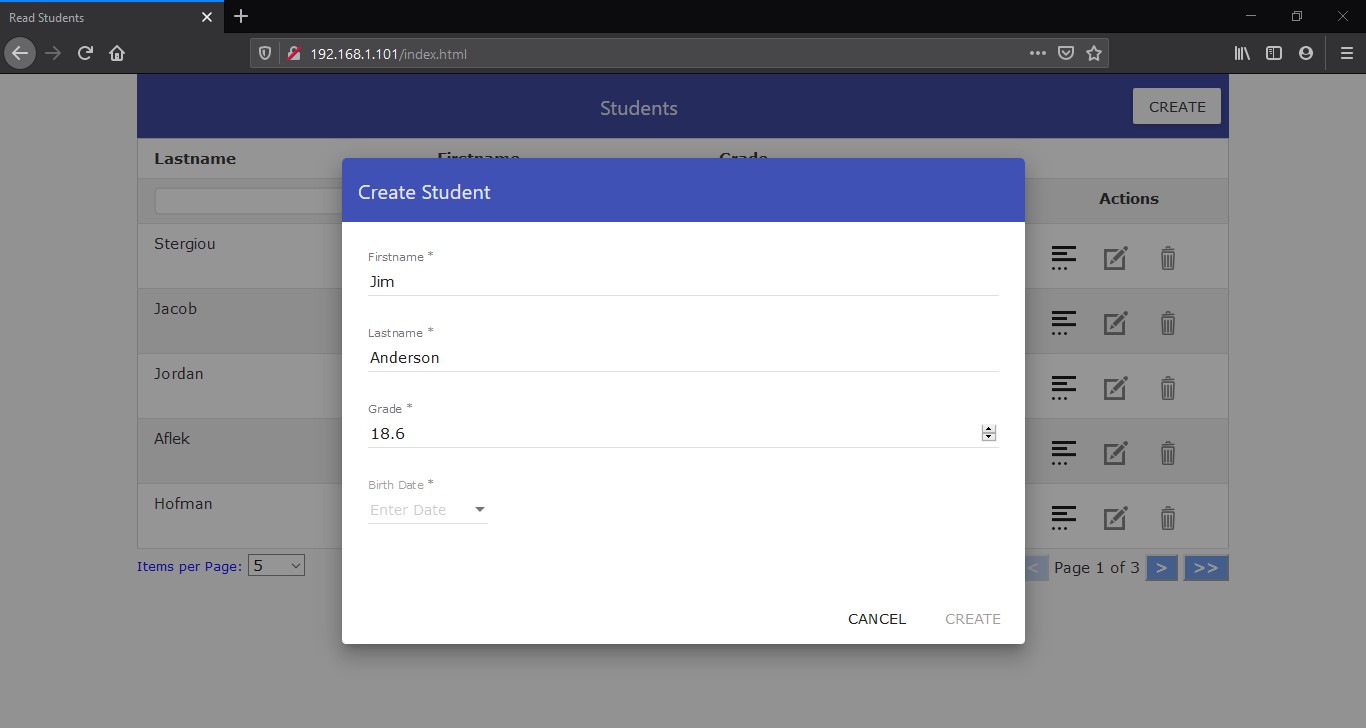 Read Students
192.168.1.101/index.html
Students
CREATE
Lastname Firstname Grade
Actions
Create Student
Firstname *
Jim
Lastname *
Anderson
Grade *
18.6
Birth Date *
Enter Date
CANCEL CREATE
Stergiou
Jacob
Jordan
Aflek
Hofman
Items per Page: 5
< Page 1 of 3 > >>